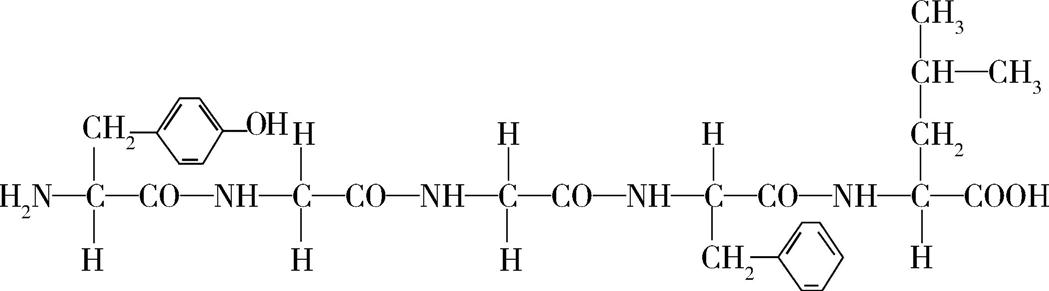 CH₃
CH—CH₃
CH₂ OH H H H CH₂
H₂N—C—CO—NH—C—CO—NH—C—CO—NH—C—CO—NH—C—COOH
H H H CH₂ H